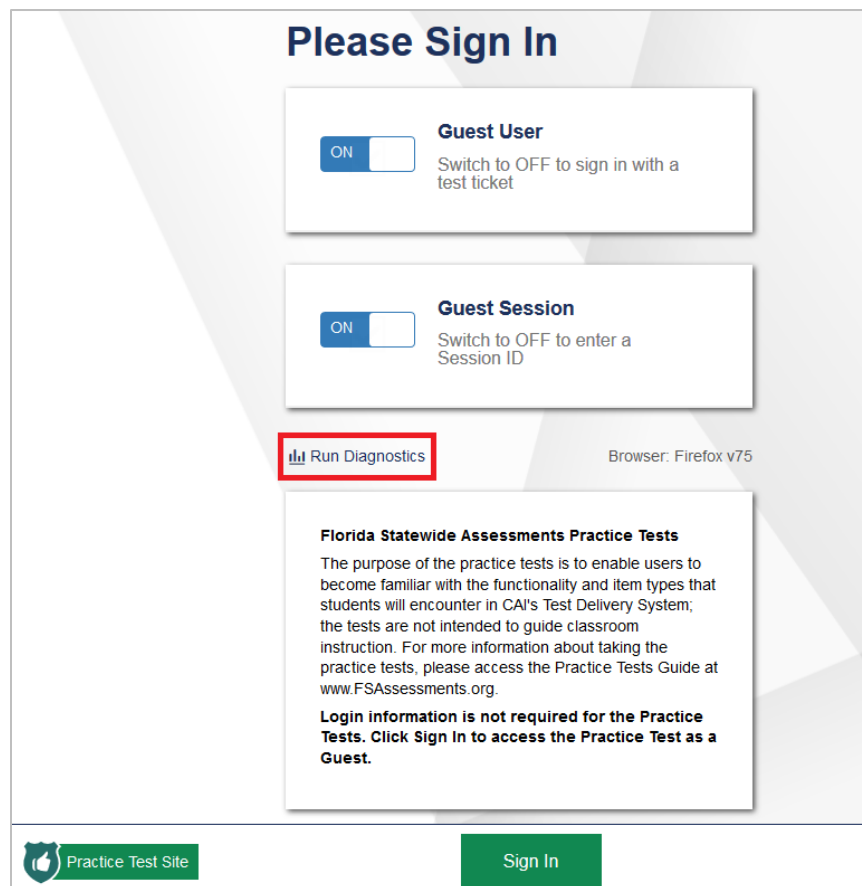 Please Sign In
ON
Guest User
Switch to OFF to sign in with a
test ticket
ON
Guest Session
Switch to OFF to enter a
Session ID
Run Diagnostics
Browser: Firefox v75
Florida Statewide Assessments Practice Tests
The purpose of the practice tests is to enable users to
become familiar with the functionality and item types that
students will encounter in CAI's Test Delivery System;
the tests are not intended to guide classroom
instruction. For more information about taking the
practice tests, please access the Practice Tests Guide at
www.FSAssessments.org.
Login information is not required for the Practice
Tests. Click Sign In to access the Practice Test as a
Guest.
Practice Test Site
Sign In